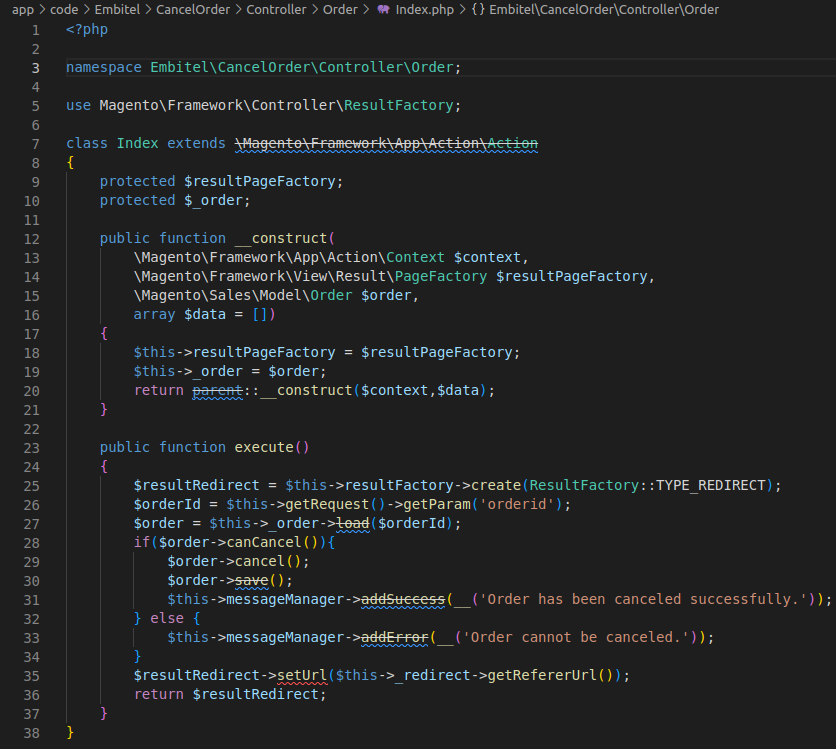 app > code > Embitel > CancelOrder > Controller > Order > Index.php > {} Embitel\CancelOrder\Controller\Order
1 <?php
2
3 namespace Embitel\CancelOrder\Controller\Order;
4
5 use Magento\Framework\Controller\ResultFactory;
6
7 class Index extends \Magento\Framework\App\Action\Action
8 {
9     protected $resultPageFactory;
10     protected $_order;
11
12     public function __construct(
13         \Magento\Framework\App\Action\Context $context,
14         \Magento\Framework\View\Result\PageFactory $resultPageFactory,
15         \Magento\Sales\Model\Order $order,
16         array $data = [])
17     {
18         $this->resultPageFactory = $resultPageFactory;
19         $this->_order = $order;
20         return parent::__construct($context,$data);
21     }
22
23     public function execute()
24     {
25         $resultRedirect = $this->resultFactory->create(ResultFactory::TYPE_REDIRECT);
26         $orderId = $this->getRequest()->getParam('orderid');
27         $order = $this->_order->load($orderId);
28         if($order->canCancel()){
29             $order->cancel();
30             $order->save();
31             $this->messageManager->addSuccess(__('Order has been canceled successfully.'));
32         } else {
33             $this->messageManager->addError(__('Order cannot be canceled.'));
34         }
35         $resultRedirect->setUrl($this->_redirect->getRefererUrl());
36         return $resultRedirect;
37     }
38 }